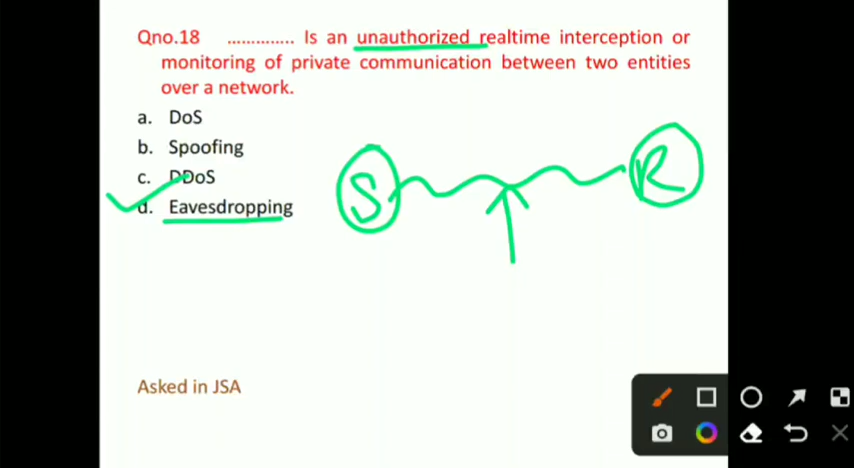 Qno.18 .............. Is an unauthorized realtime interception or
monitoring of private communication between two entities
over a network.
a. DoS
b. Spoofing
c. DDoS
d. Eavesdropping
S R
Asked in JSA